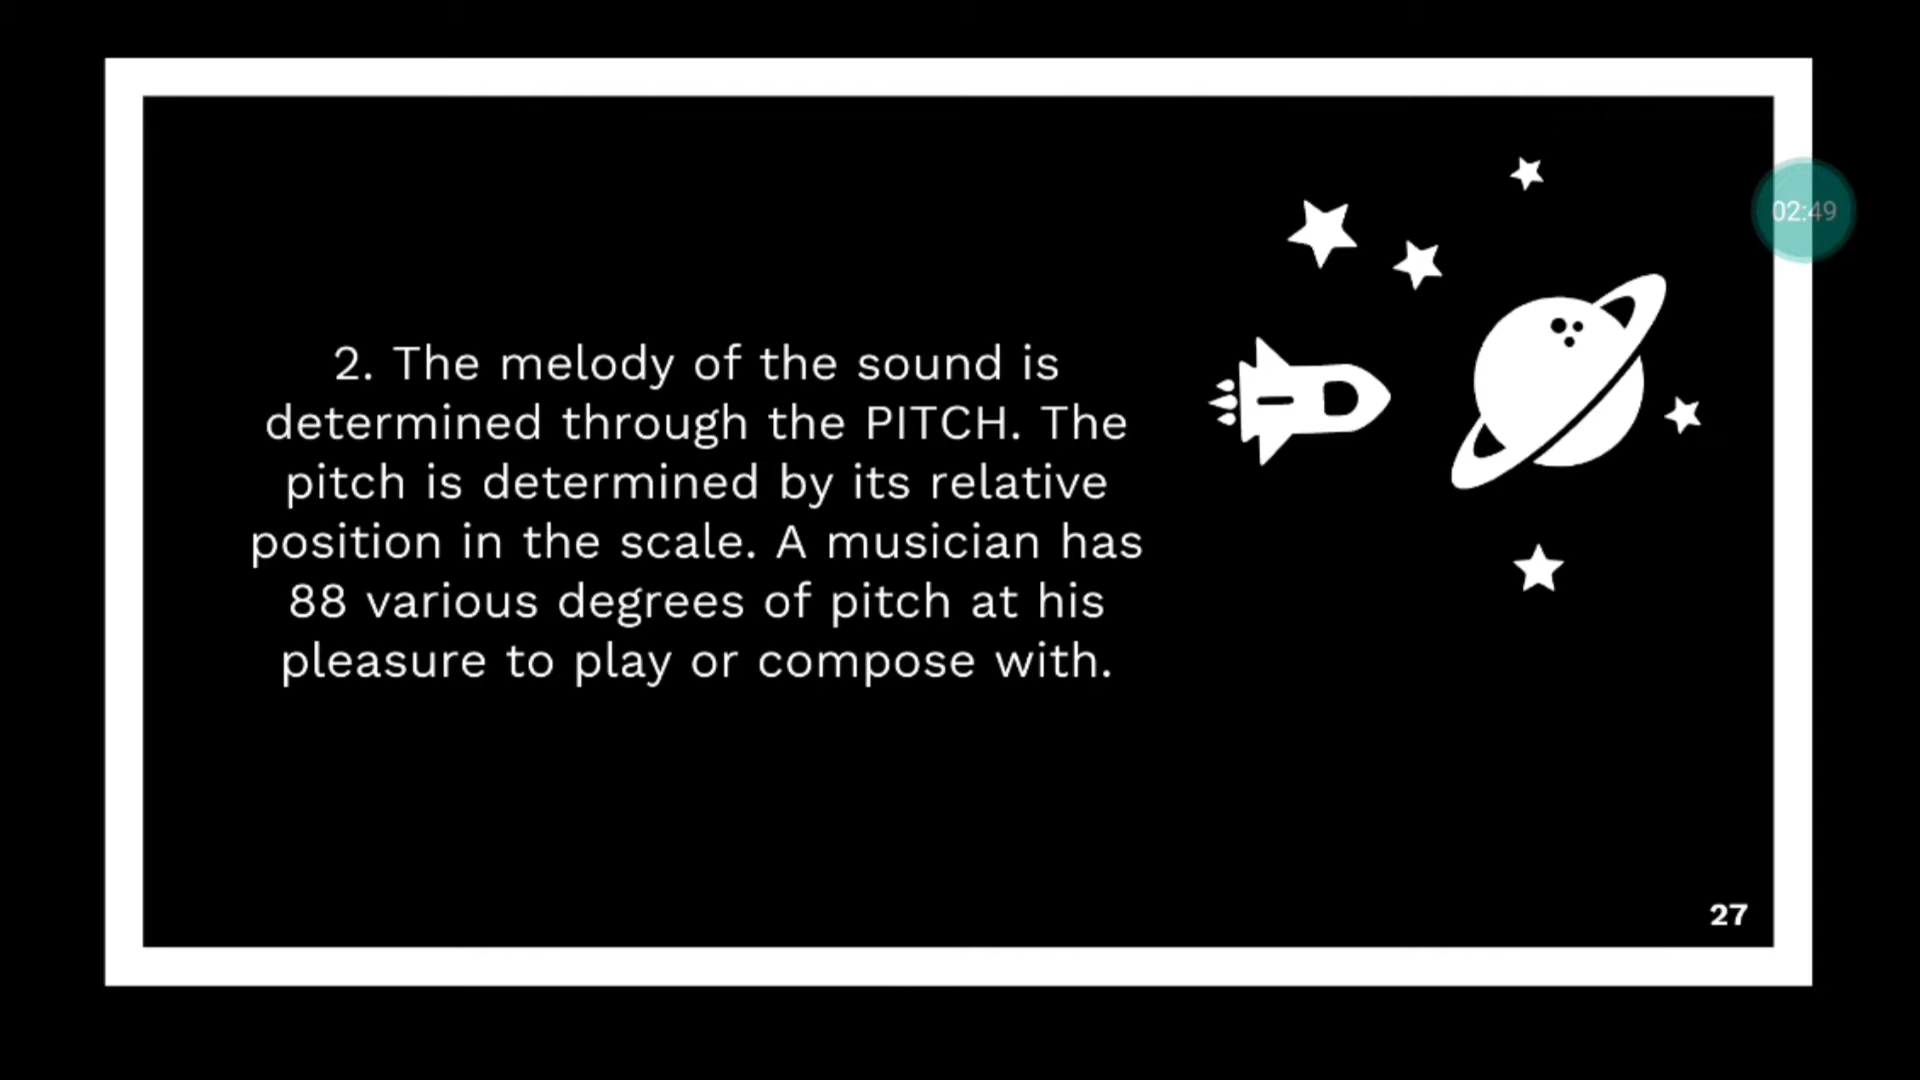 02:49
2. The melody of the sound is
determined through the PITCH. The
pitch is determined by its relative
position in the scale. A musician has
88 various degrees of pitch at his
pleasure to play or compose with.
27